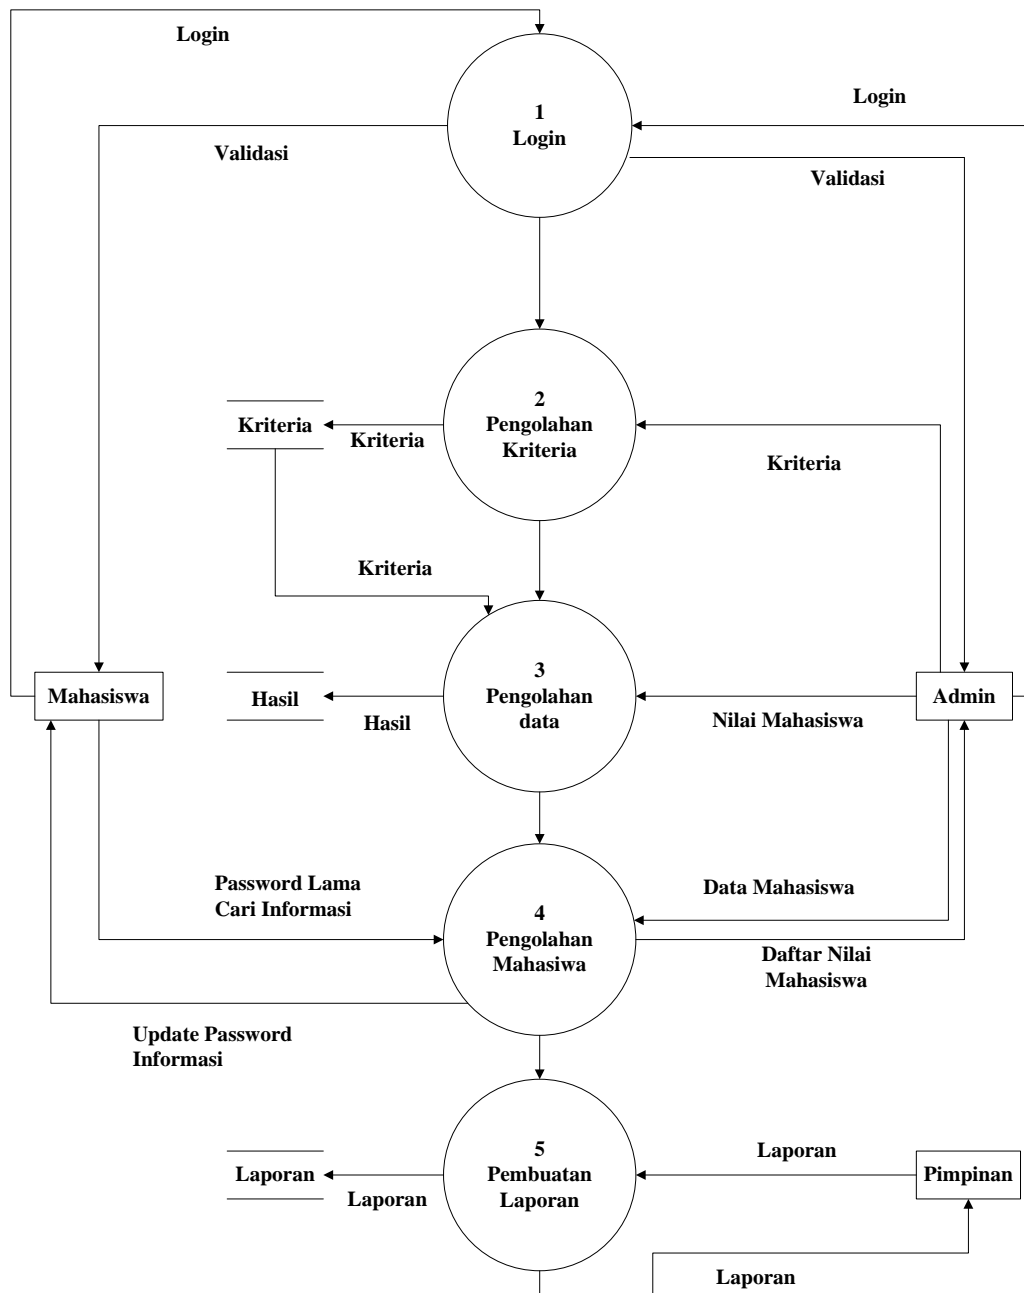 Login
1
Login
Login
Validasi
Validasi
2
Pengolahan
Kriteria
Kriteria
Kriteria
Kriteria
Kriteria
3
Pengolahan
data
Mahasiswa
Hasil
Hasil
Nilai Mahasiswa
Admin
Password Lama
Cari Informasi
4
Pengolahan
Mahasiwa
Data Mahasiswa
Daftar Nilai
Mahasiswa
Update Password
Informasi
5
Pembuatan
Laporan
Laporan
Laporan
Laporan
Pimpinan
Laporan